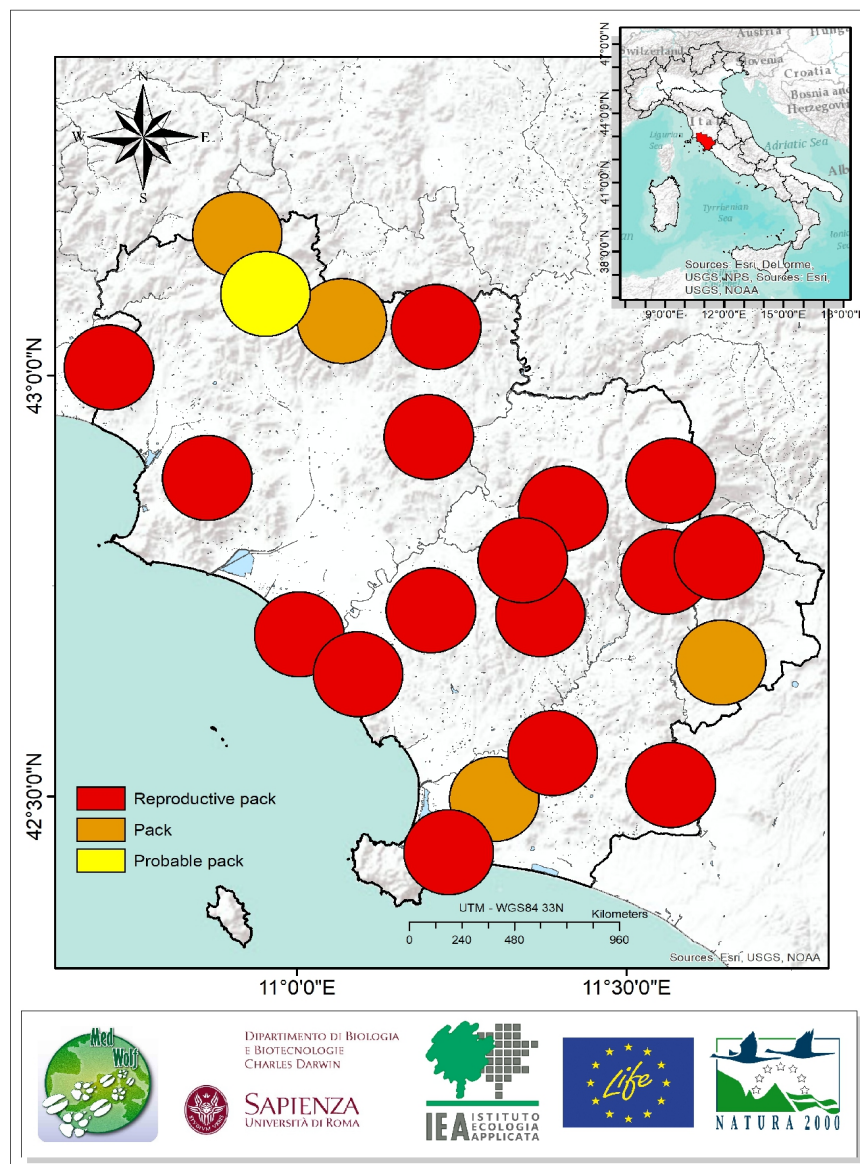 N
W
E
S
9°0'0"E
12°0'0"E
15°0'0"E
18°0'0"
47°0'0"N
44°0'0"N
41°0'0"N
38°0'0"N
Switzerland
Austria
Slovenia
Croatia
Bosnia and
Herzegovina
Ligurian
Sea
Adriatic Sea
Tyrrhenian
Sea
Sources: Esri, DeLorme,
USGS, NPS, Sources: Esri,
USGS, NOAA
43°0'0"N
42°30'0"N
Reproductive pack
Pack
Probable pack
UTM - WGS84 33N
Kilometers
0 240 480 960
Sources: Esri, USGS, NOAA
11°0'0"E
11°30'0"E
Med
Wolf
DIPARTIMENTO DI BIOLOGIA
E BIOTECNOLOGIE
CHARLES DARWIN
SAPIENZA
UNIVERSITÀ DI ROMA
IEA ISTITUTO
ECOLOGIA
APPLICATA
Life
NATURA 2000